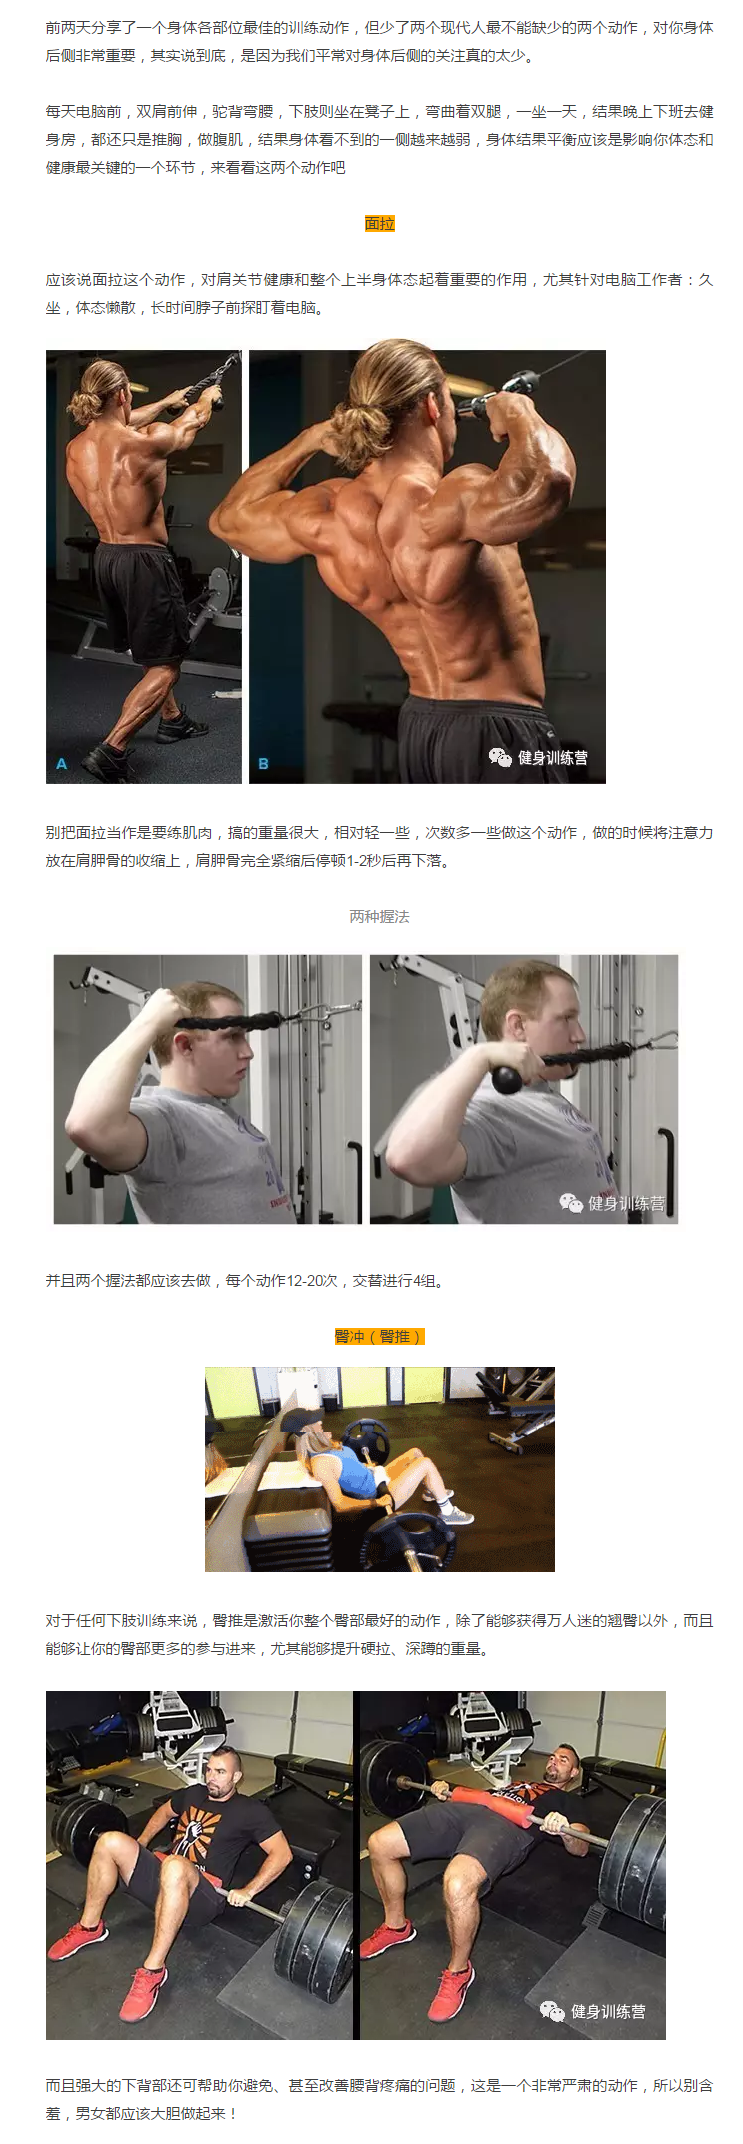 前两天分享了一个身体各部位最佳的训练动作，但少了两个现代人最不能缺少的两个动作，对你身体
后侧非常重要，其实说到底，是因为我们平常对身体后侧的关注真的太少。
每天电脑前，双肩前伸，驼背弯腰，下肢则坐在凳子上，弯曲着双腿，一坐一天，结果晚上下班去健
身房，都还只是推胸，做腹肌，结果身体看不到的一侧越来越弱，身体结果平衡应该是影响你体态和
健康最关键的一个环节，来看看这两个动作吧
面拉
应该说面拉这个动作，对肩关节健康和整个上半身体态起着重要的作用，尤其针对电脑工作者：久
坐，体态懒散，长时间脖子前探盯着电脑。
A
B
健身训练营
别把面拉当作是要练肌肉，搞的重量很大，相对轻一些，次数多一些做这个动作，做的时候将注意力
放在肩胛骨的收缩上，肩胛骨完全紧缩后停顿1-2秒后再下落。
两种握法
健身训练营
并且两个握法都应该去做，每个动作12-20次，交替进行4组。
臀冲（臀推）
对于任何下肢训练来说，臀推是激活你整个臀部最好的动作，除了能够获得万人迷的翘臀以外，而且
能够让你的臀部更多的参与进来，尤其能够提升硬拉、深蹲的重量。
健身训练营
而且强大的下背部还可帮助你避免、甚至改善腰背疼痛的问题，这是一个非常严肃的动作，所以别含
羞，男女都应该大胆做起来！